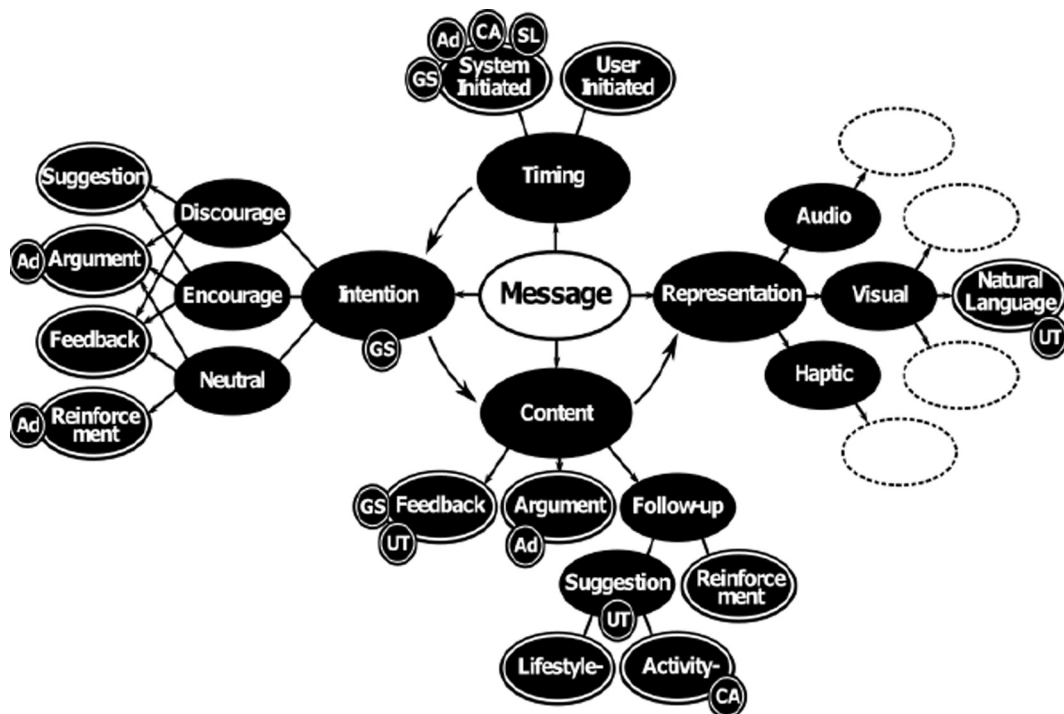 Ad
CA
SL
GS
System
Initiated
User
Initiated
Timing
Suggestion
Discourage
Ad
Argument
Encourage
Feedback
Neutral
Ad
Reinforce
ment
Intention
GS
Message
Representation
Audio
Visual
Natural
Language
UT
Haptic
Content
GS
Feedback
UT
Argument
Ad
Follow-up
Suggestion
UT
Reinforce
ment
Lifestyle-
Activity-
CA